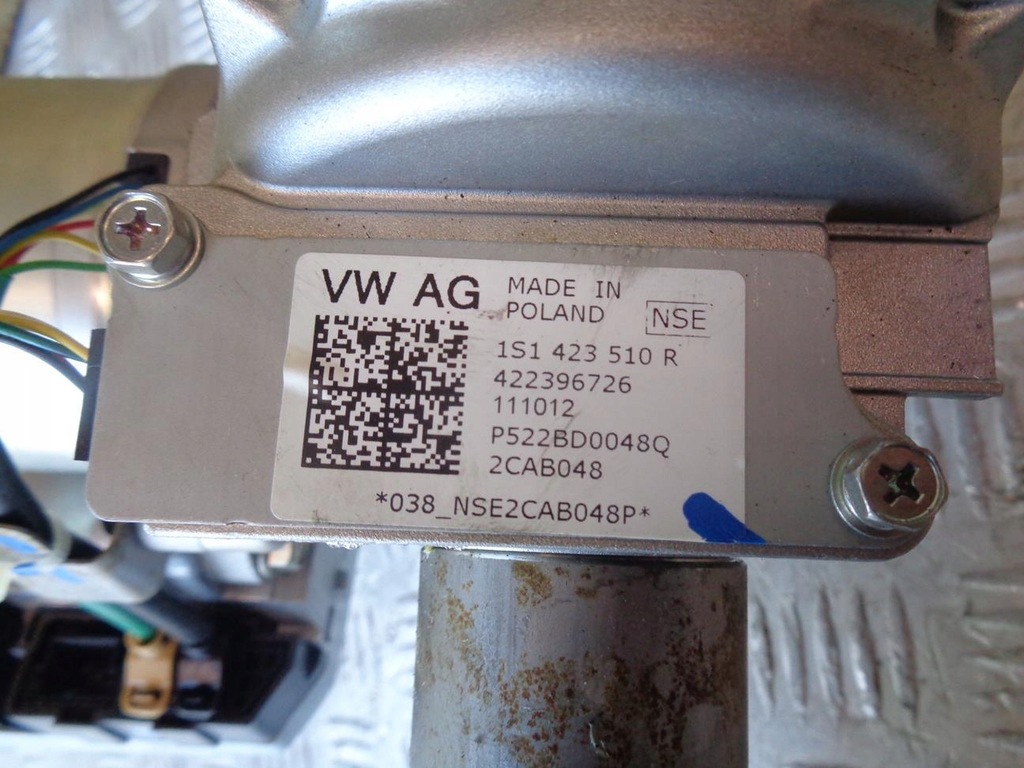 VW AG
MADE IN
POLAND
NSE
1S1 423 510 R
422396726
111012
P522BD0048Q
2CAB048
*038_NSE2CAB048P*